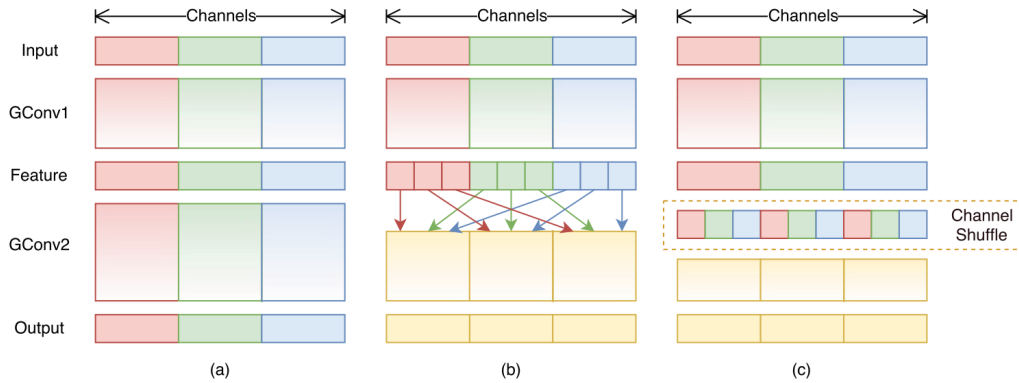 Channels
Channels
Channels
Input
GConv1
Feature
GConv2
Channel
Shuffle
Output
(a)
(b)
(c)